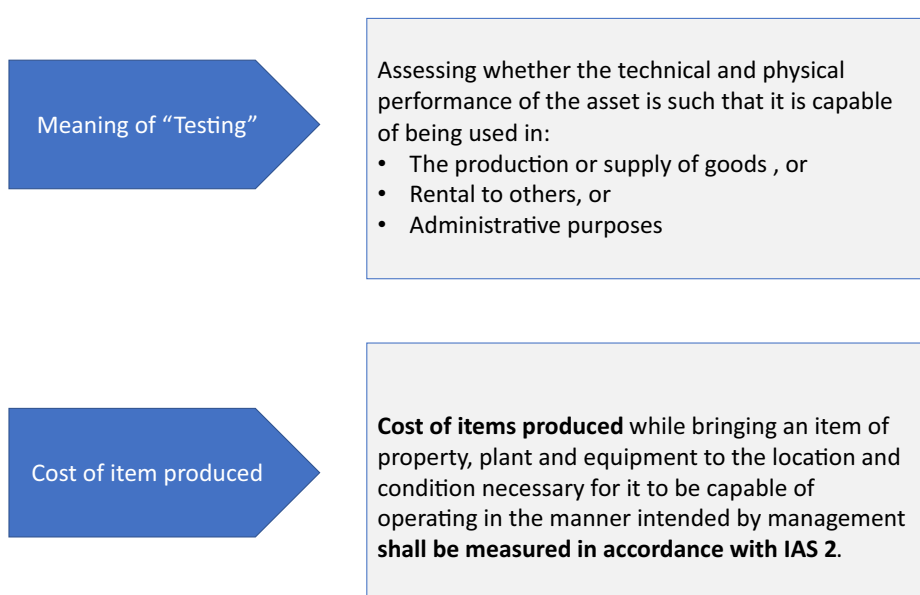 Meaning of “Testing”
Assessing whether the technical and physical
performance of the asset is such that it is capable
of being used in:
• The production or supply of goods , or
• Rental to others, or
• Administrative purposes
Cost of item produced
Cost of items produced while bringing an item of
property, plant and equipment to the location and
condition necessary for it to be capable of
operating in the manner intended by management
shall be measured in accordance with IAS 2.